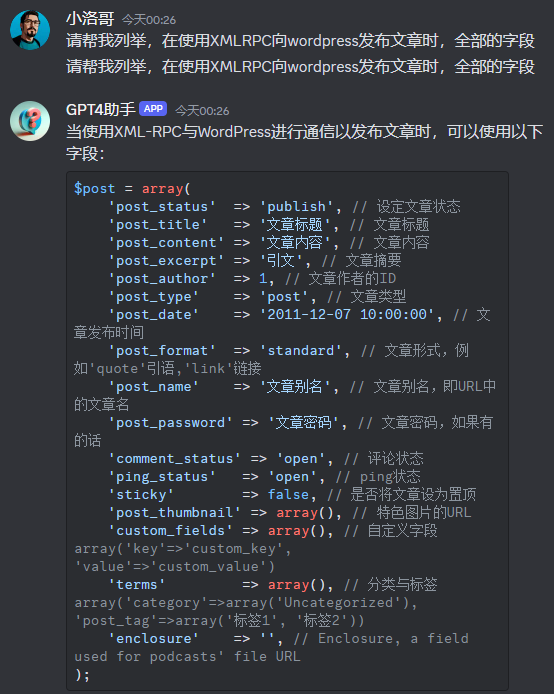 小洛哥 今天00:26
请帮我列举，在使用XMLRPC向wordpress发布文章时，全部的字段
请帮我列举，在使用XMLRPC向wordpress发布文章时，全部的字段
GPT4助手 APP 今天00:26
当使用XML-RPC与WordPress进行通信以发布文章时，可以使用以下
字段：
$post = array(
    'post_status'  => 'publish', // 设定文章状态
    'post_title'   => '文章标题', // 文章标题
    'post_content' => '文章内容', // 文章内容
    'post_excerpt' => '引文', // 文章摘要
    'post_author'  => 1, // 文章作者的ID
    'post_type'    => 'post', // 文章类型
    'post_date'    => '2011-12-07 10:00:00', // 文
章发布时间
    'post_format'  => 'standard', // 文章形式，例
如'quote'引语,'link'链接
    'post_name'    => '文章别名', // 文章别名，即URL中
的文章名
    'post_password' => '文章密码', // 文章密码，如果有
的话
    'comment_status' => 'open', // 评论状态
    'ping_status'   => 'open', // ping状态
    'sticky'        => false, // 是否将文章设为置顶
    'post_thumbnail' => array(), // 特色图片的URL
    'custom_fields' => array(), // 自定义字段
array('key'=>'custom_key',
'value'=>'custom_value')
    'terms'         => array(), // 分类与标签
array('category'=>array('Uncategorized'),
'post_tag'=>array('标签1', '标签2'))
    'enclosure'    => '', // Enclosure, a field
used for podcasts' file URL
);